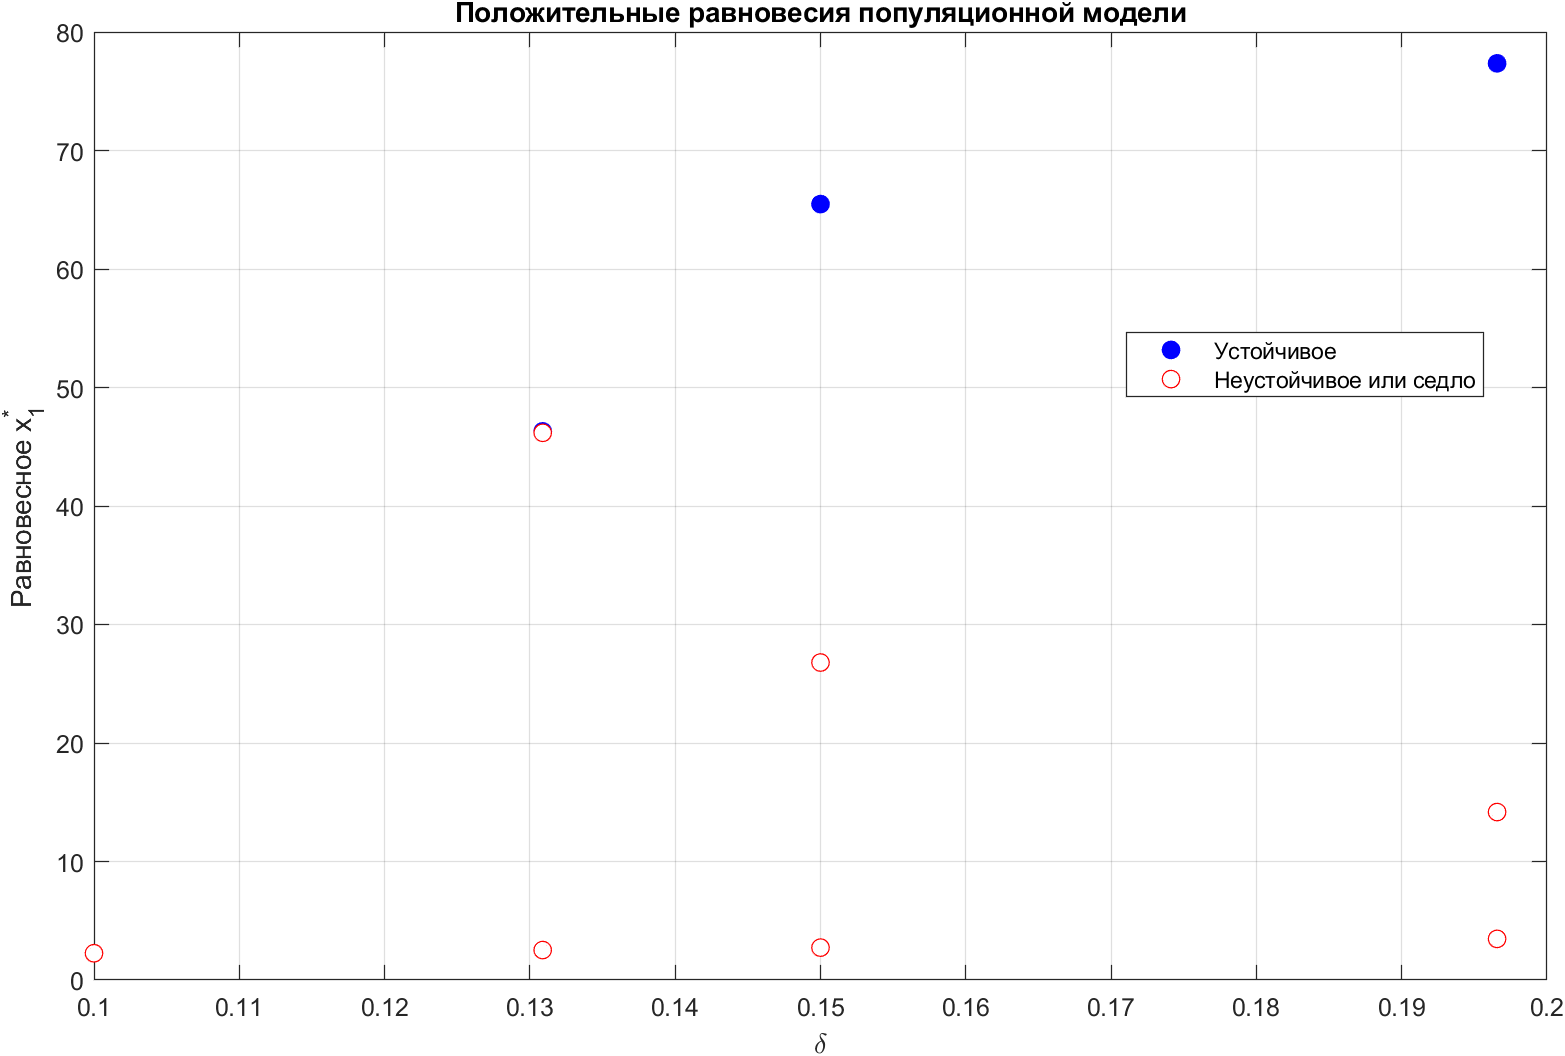 Положительные равновесия популяционной модели
80
70
60
50
40
30
20
10
0
Равновесное x₁*
Устойчивое
Неустойчивое или седло
0.1 0.11 0.12 0.13 0.14 0.15 0.16 0.17 0.18 0.19 0.2
δ